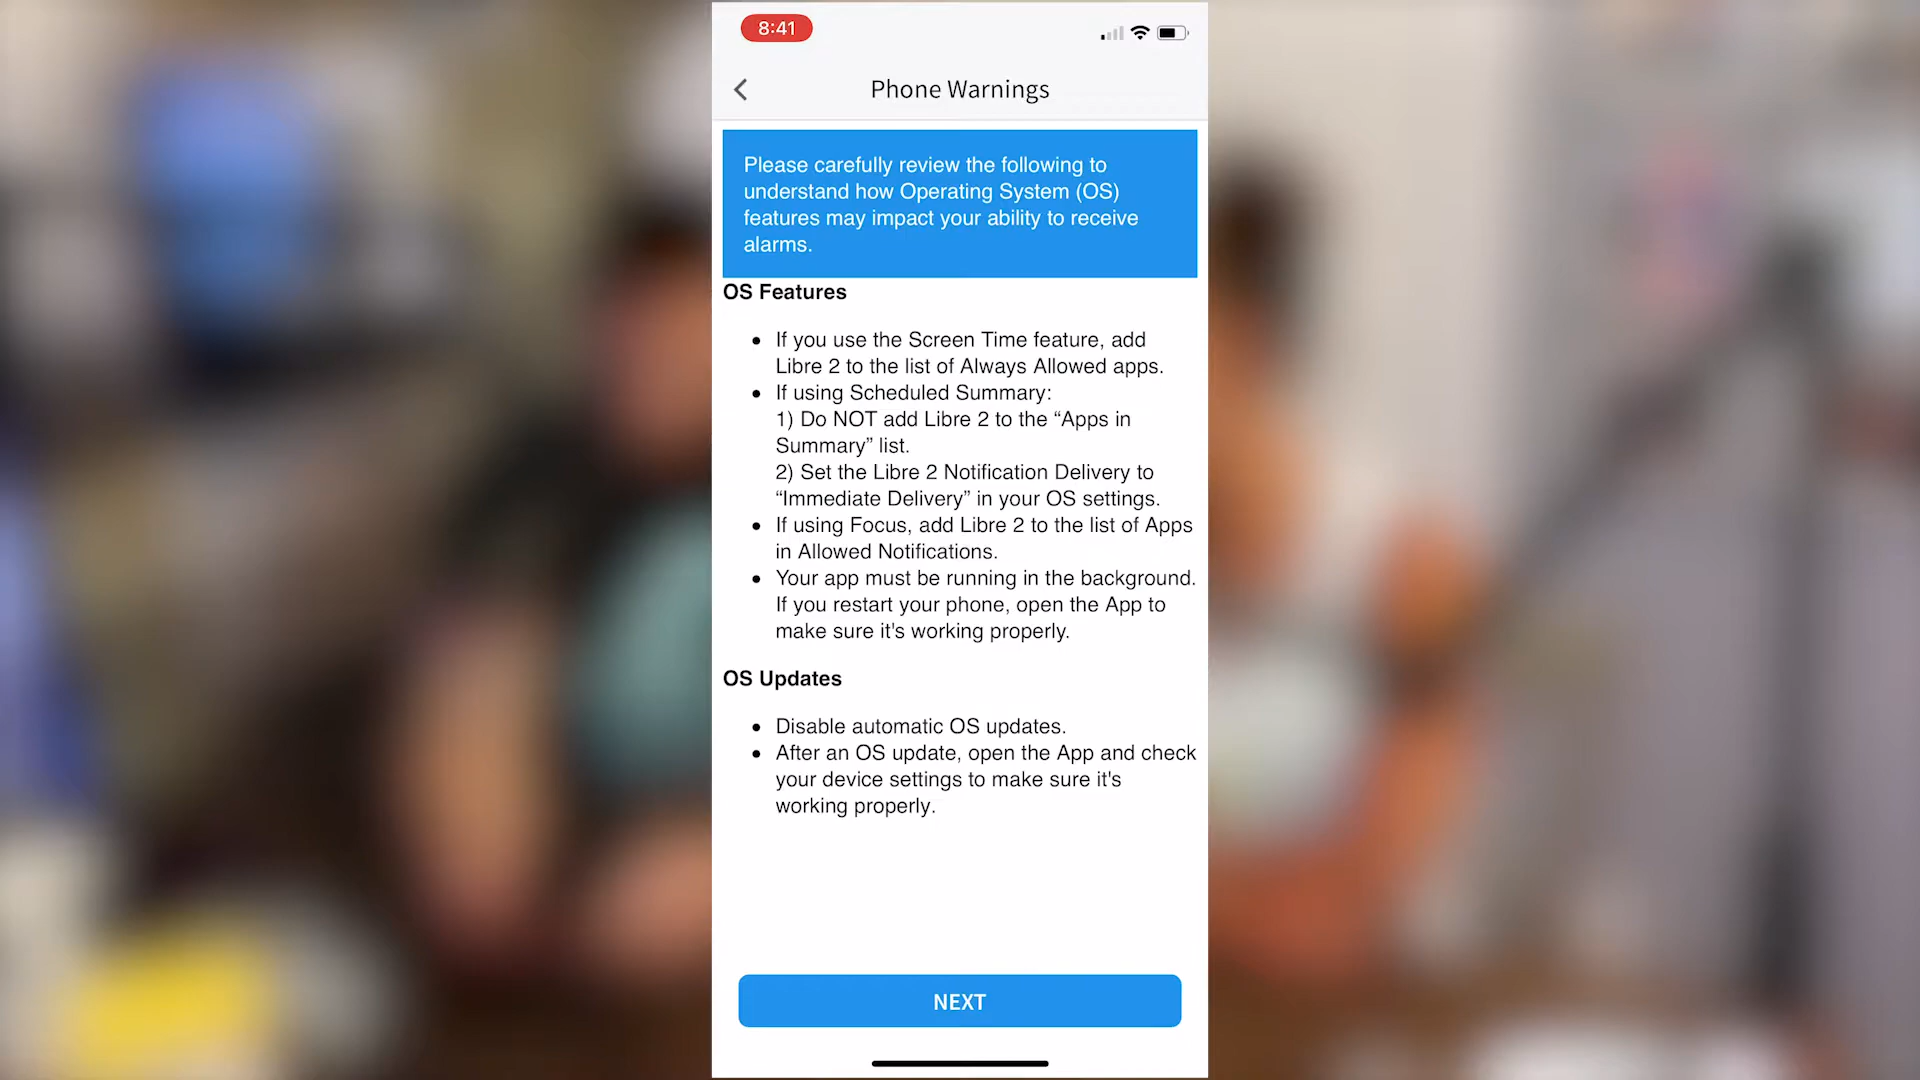 8:41
Phone Warnings
Please carefully review the following to
understand how Operating System (OS)
features may impact your ability to receive
alarms.
OS Features
If you use the Screen Time feature, add
Libre 2 to the list of Always Allowed apps.
If using Scheduled Summary:
1) Do NOT add Libre 2 to the “Apps in
Summary” list.
2) Set the Libre 2 Notification Delivery to
“Immediate Delivery” in your OS settings.
If using Focus, add Libre 2 to the list of Apps
in Allowed Notifications.
Your app must be running in the background.
If you restart your phone, open the App to
make sure it's working properly.
OS Updates
Disable automatic OS updates.
After an OS update, open the App and check
your device settings to make sure it's
working properly.
NEXT